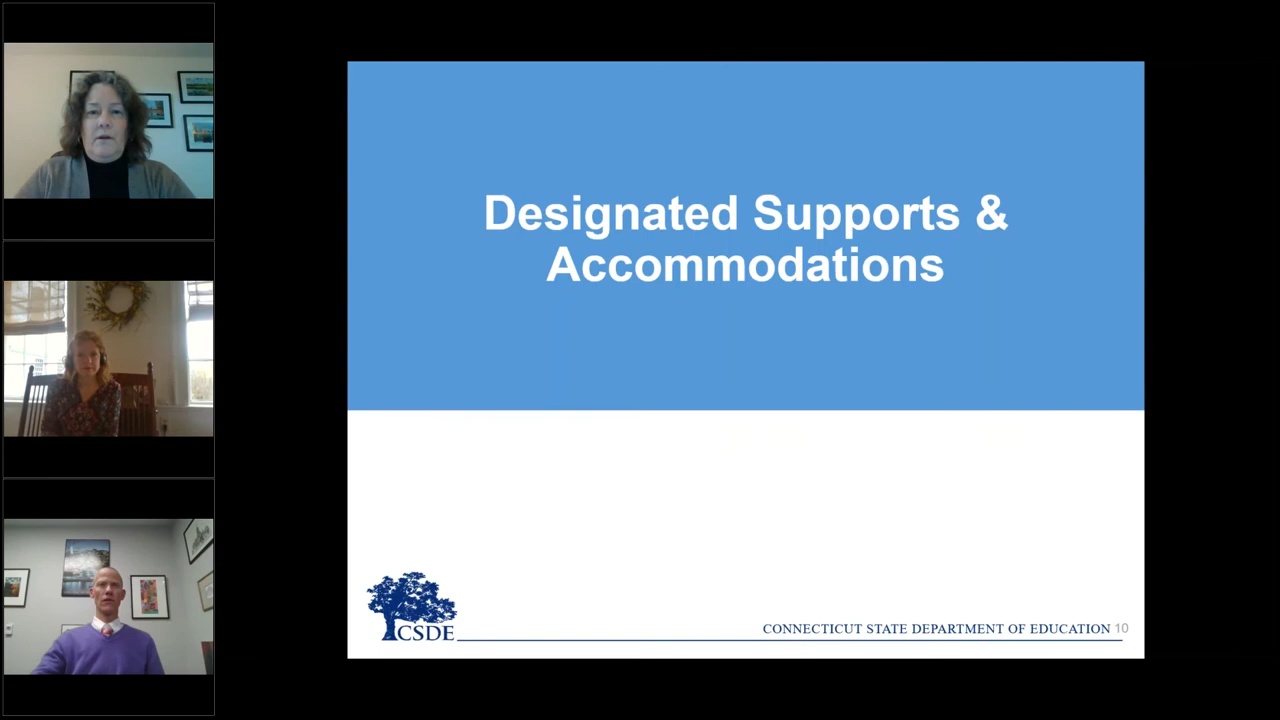 Designated Supports &
Accommodations
CSDE
CONNECTICUT STATE DEPARTMENT OF EDUCATION 10